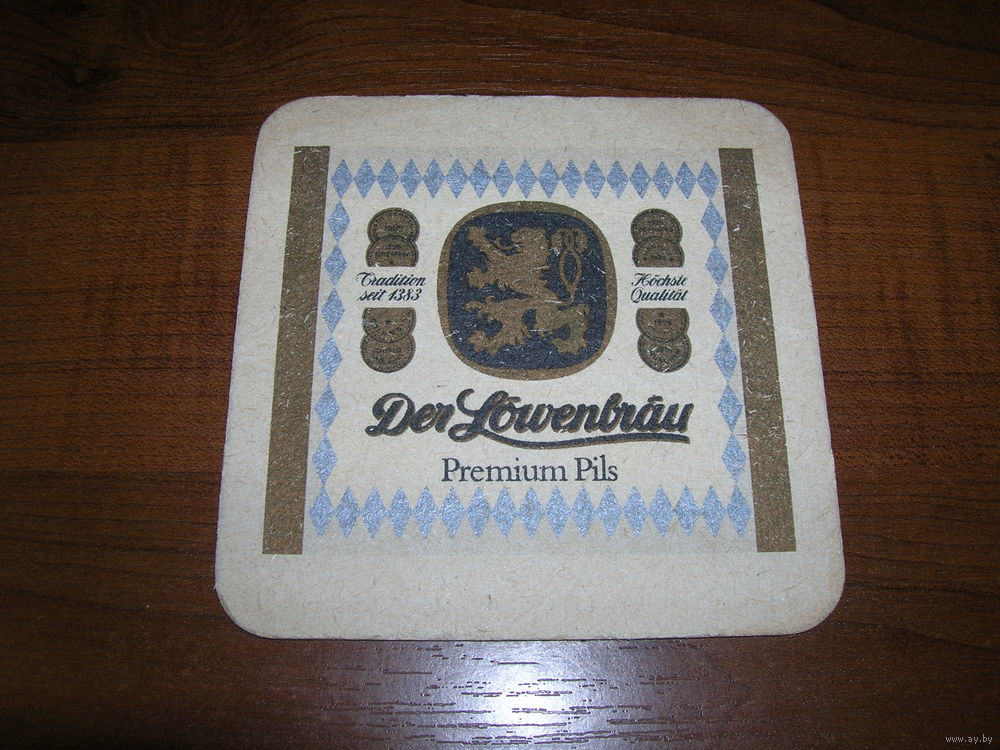 Tradition
seit 1383
Höchste
Qualität
Der Löwenbräu
Premium Pils
www.ay.by